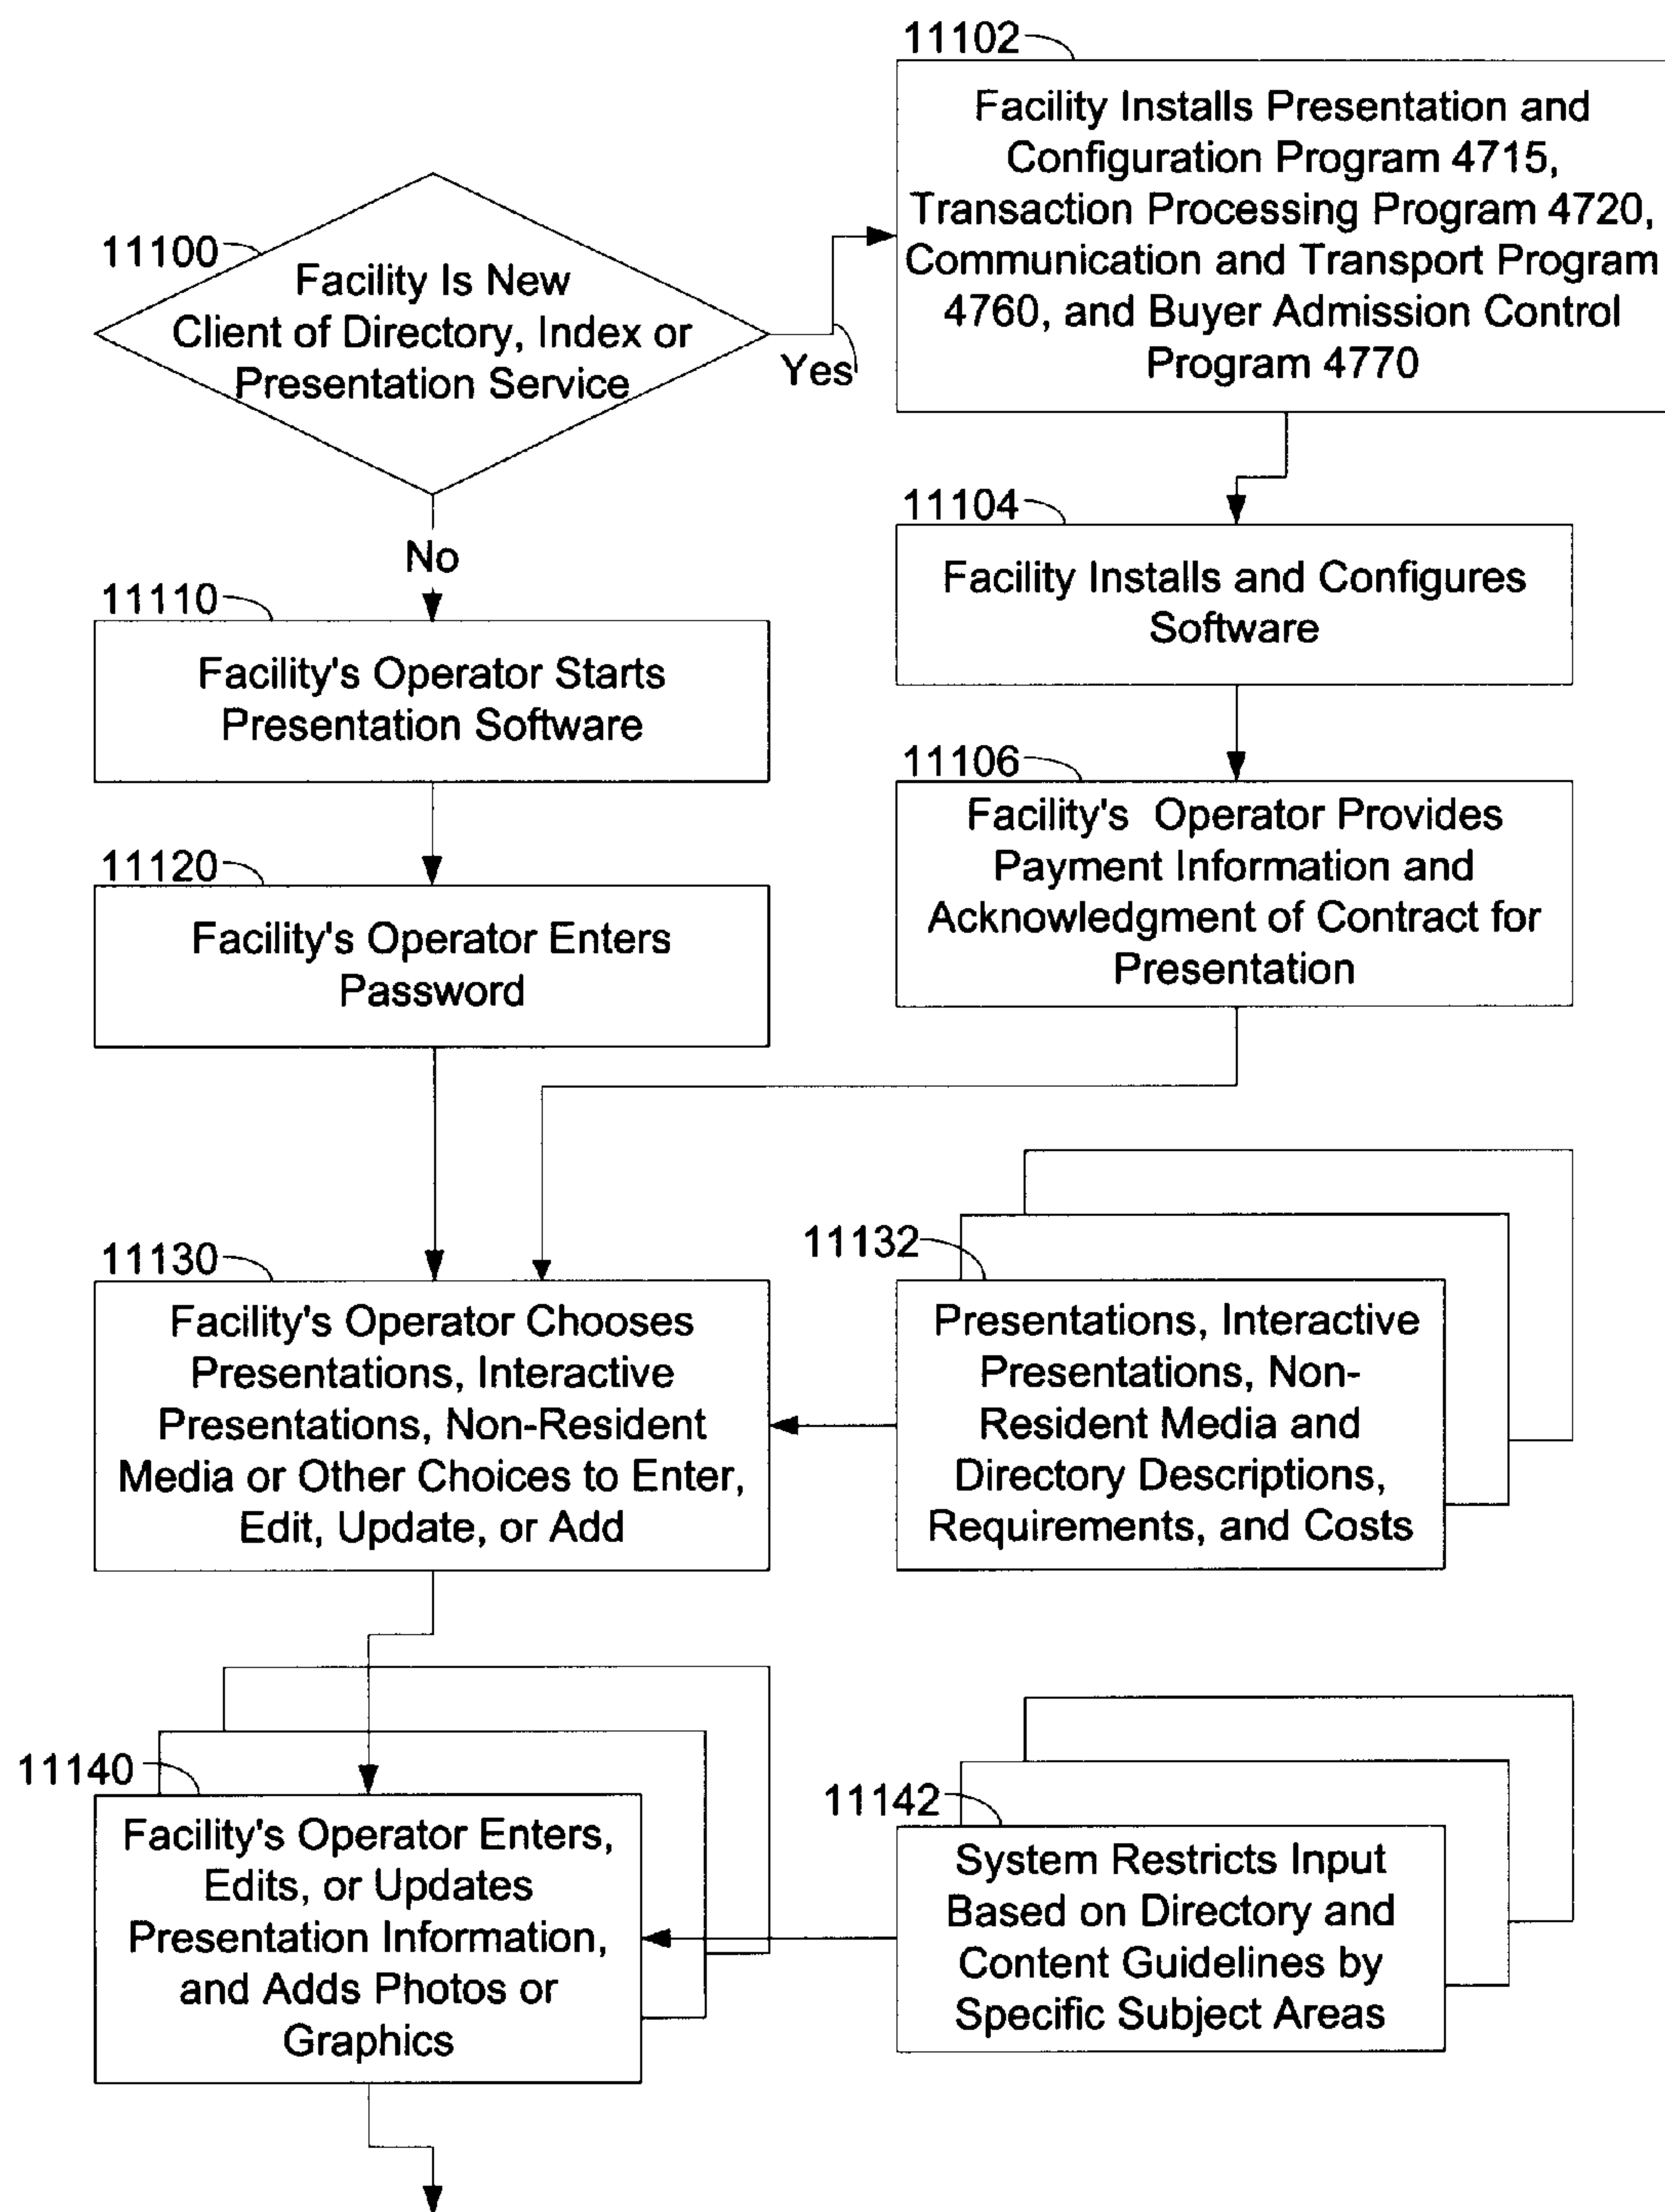 11100
Facility Is New
Client of Directory, Index or
Presentation Service
Yes
No
11102
Facility Installs Presentation and
Configuration Program 4715,
Transaction Processing Program 4720,
Communication and Transport Program
4760, and Buyer Admission Control
Program 4770
11104
Facility Installs and Configures
Software
11106
Facility's Operator Provides
Payment Information and
Acknowledgment of Contract for
Presentation
11110
Facility's Operator Starts
Presentation Software
11120
Facility's Operator Enters
Password
11130
Facility's Operator Chooses
Presentations, Interactive
Presentations, Non-Resident
Media or Other Choices to Enter,
Edit, Update, or Add
11132
Presentations, Interactive
Presentations, Non-
Resident Media and
Directory Descriptions,
Requirements, and Costs
11140
Facility's Operator Enters,
Edits, or Updates
Presentation Information,
and Adds Photos or
Graphics
11142
System Restricts Input
Based on Directory and
Content Guidelines by
Specific Subject Areas